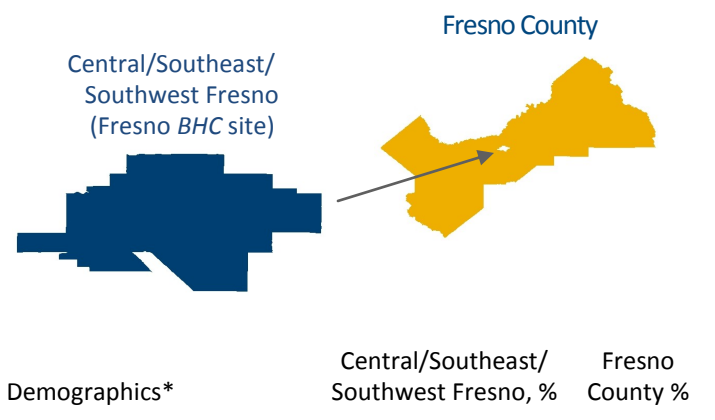 Fresno County
Central/Southeast/
Southwest Fresno
(Fresno BHC site)
Demographics*
Central/Southeast/
Southwest Fresno, %
Fresno
County %